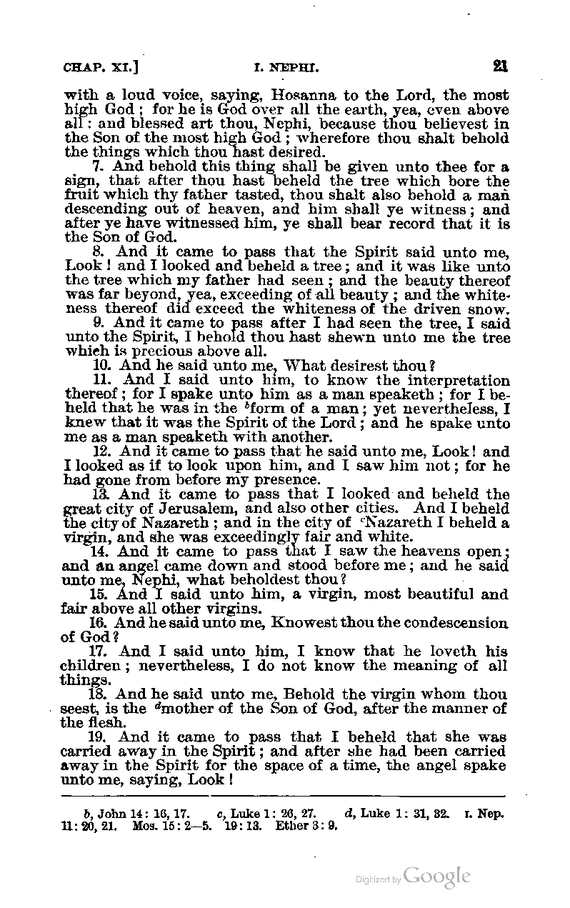 CHAP. XI.] I. NEPHI. 21
with a loud voice, saying, Hosanna to the Lord, the most
high God; for he is God over all the earth, yea, even above
all: and blessed art thou, Nephi, because thou believest in
the Son of the most high God; wherefore thou shalt behold
the things which thou hast desired.
7. And behold this thing shall be given unto thee for a
sign, that after thou hast beheld the tree which bore the
fruit which thy father tasted, thou shalt also behold a man
descending out of heaven, and him shall ye witness; and
after ye have witnessed him, ye shall bear record that it is
the Son of God.
8. And it came to pass that the Spirit said unto me,
Look! and I looked and beheld a tree; and it was like unto
the tree which my father had seen; and the beauty thereof
was far beyond, yea, exceeding of all beauty; and the white-
ness thereof did exceed the whiteness of the driven snow.
9. And it came to pass after I had seen the tree, I said
unto the Spirit, I behold thou hast shewn unto me the tree
which is precious above all.
10. And he said unto me, What desirest thou?
11. And I said unto him, to know the interpretation
thereof; for I spake unto him as a man speaketh; for I be-
held that he was in the ᵇform of a man; yet nevertheless, I
knew that it was the Spirit of the Lord; and he spake unto
me as a man speaketh with another.
12. And it came to pass that he said unto me, Look! and
I looked as if to look upon him, and I saw him not; for he
had gone from before my presence.
13. And it came to pass that I looked and beheld the
great city of Jerusalem, and also other cities. And I beheld
the city of Nazareth; and in the city of ᶜNazareth I beheld a
virgin, and she was exceedingly fair and white.
14. And it came to pass that I saw the heavens open;
and an angel came down and stood before me; and he said
unto me, Nephi, what beholdest thou?
15. And I said unto him, a virgin, most beautiful and
fair above all other virgins.
16. And he said unto me, Knowest thou the condescension
of God?
17. And I said unto him, I know that he loveth his
children; nevertheless, I do not know the meaning of all
things.
18. And he said unto me, Behold the virgin whom thou
seest, is the ᵈmother of the Son of God, after the manner of
the flesh.
19. And it came to pass that I beheld that she was
carried away in the Spirit; and after she had been carried
away in the Spirit for the space of a time, the angel spake
unto me, saying, Look!
b, John 14: 16, 17. c, Luke 1: 26, 27. d, Luke 1: 31, 32. I. Nep.
11: 20, 21. Mos. 15: 2—5. 19: 13. Ether 3: 9.
Digitized by Google